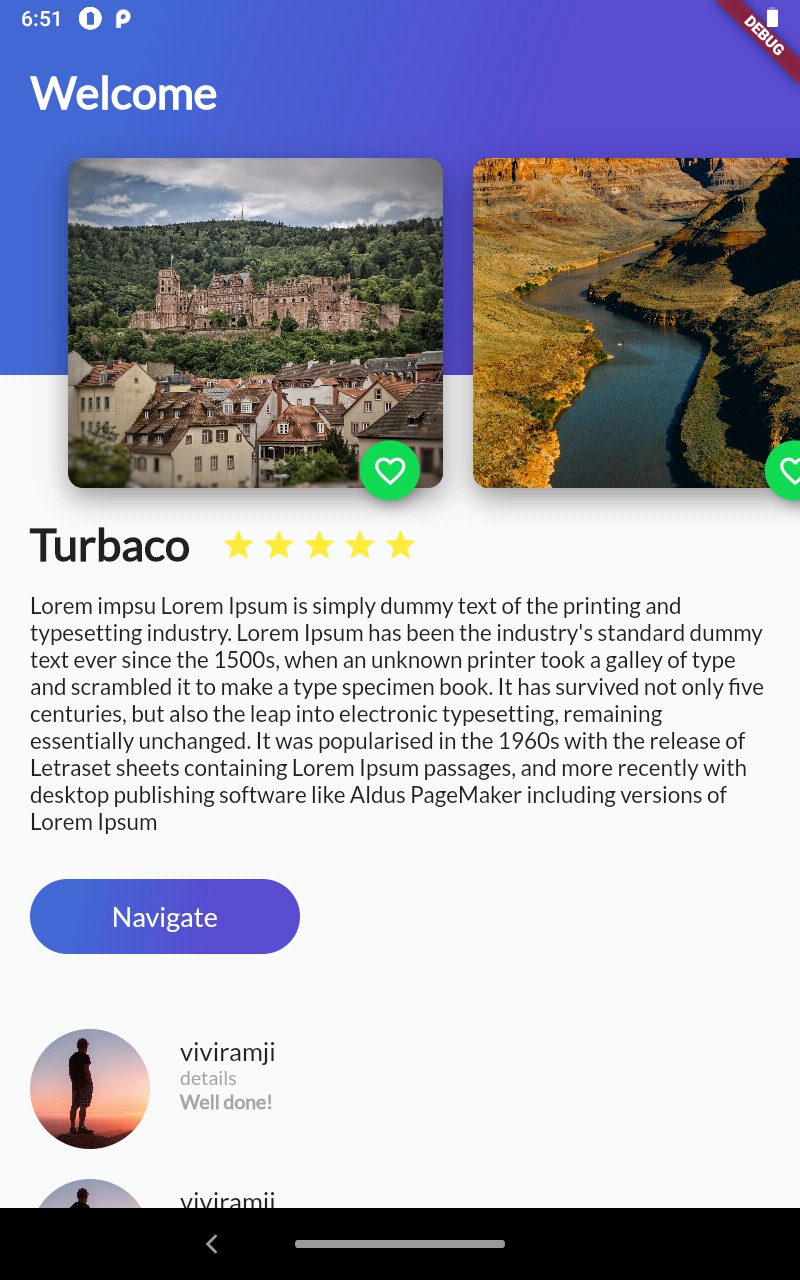 6:51
DEBUG
Welcome
Turbaco
Lorem impsu Lorem Ipsum is simply dummy text of the printing and
typesetting industry. Lorem Ipsum has been the industry's standard dummy
text ever since the 1500s, when an unknown printer took a galley of type
and scrambled it to make a type specimen book. It has survived not only five
centuries, but also the leap into electronic typesetting, remaining
essentially unchanged. It was popularised in the 1960s with the release of
Letraset sheets containing Lorem Ipsum passages, and more recently with
desktop publishing software like Aldus PageMaker including versions of
Lorem Ipsum
Navigate
viviramji
details
Well done!
viviramji